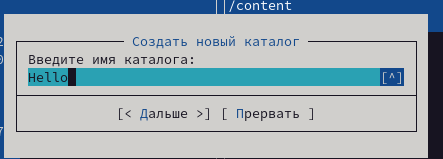 /content
Создать новый каталог
Введите имя каталога:
Hello [^]
[< Дальше >] [ Прервать ]